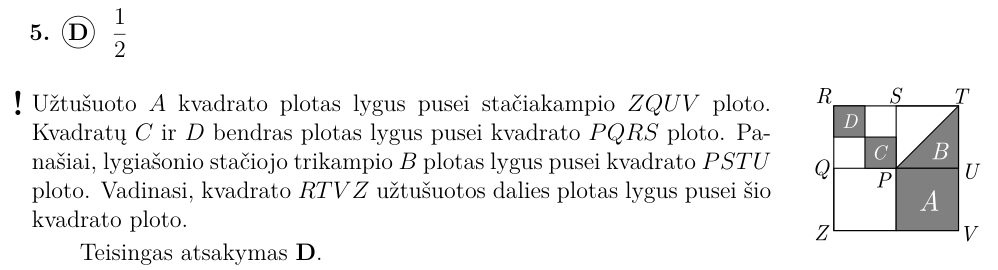 5. D 1/2
! Užtušuoto A kvadrato plotas lygus pusei stačiakampio ZQUV ploto.
Kvadratų C ir D bendras plotas lygus pusei kvadrato PQRS ploto. Pa-
našiai, lygiašonio stačiojo trikampio B plotas lygus pusei kvadrato PSTU
ploto. Vadinasi, kvadrato RTVZ užtušuotos dalies plotas lygus pusei šio
kvadrato ploto.
Teisingas atsakymas D.
R S T
D
C B
Q P U
A
Z V